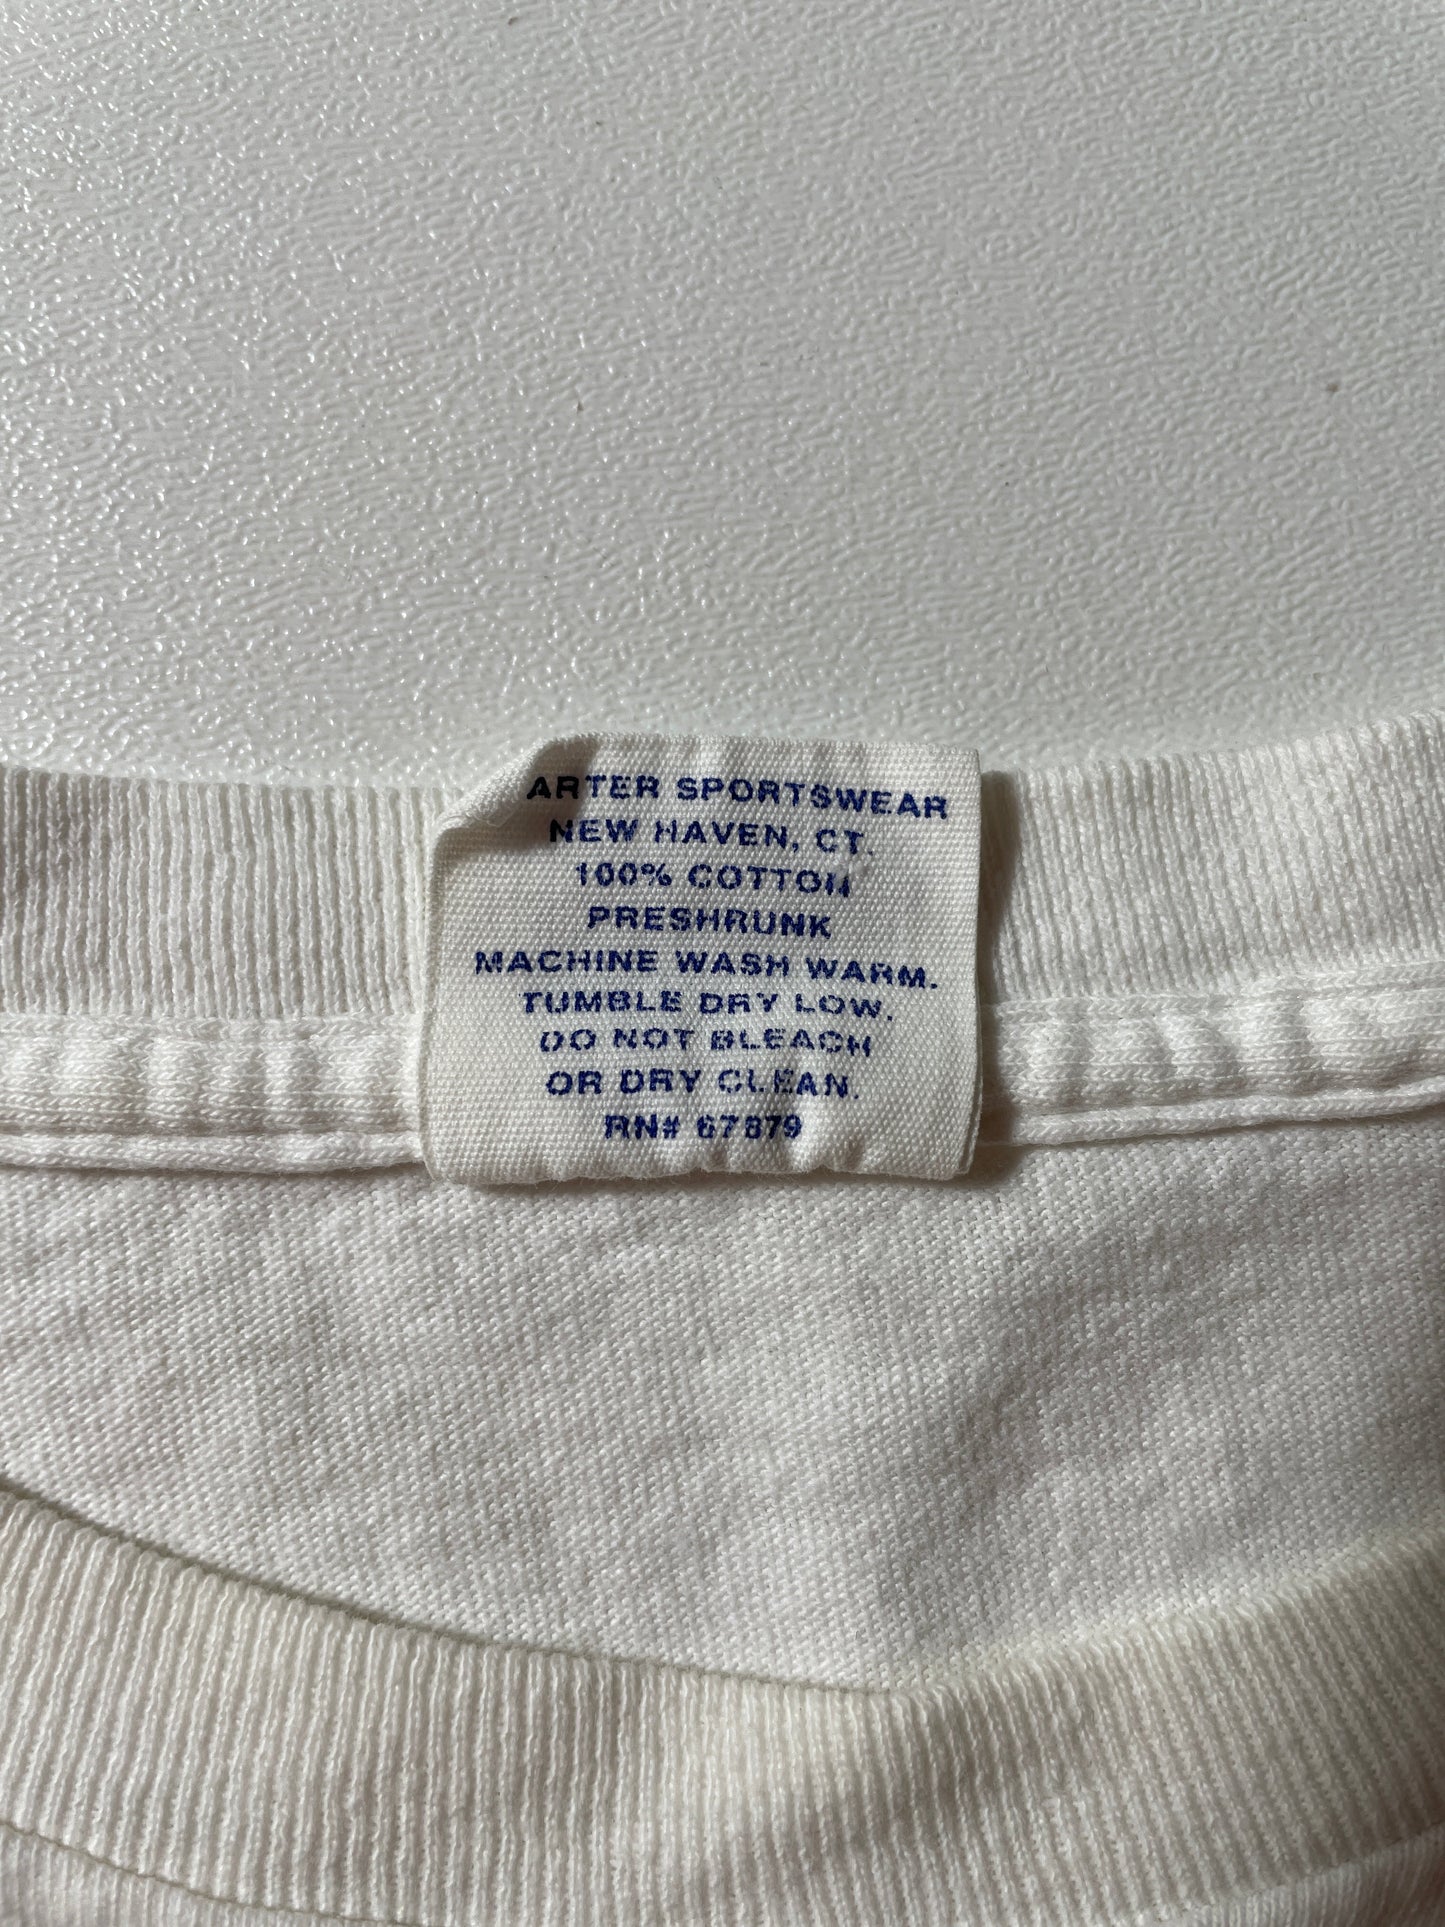 ARTER SPORTSWEAR
NEW HAVEN, CT.
100% COTTON
PRESHRUNK
MACHINE WASH WARM.
TUMBLE DRY LOW.
DO NOT BLEACH
OR DRY CLEAN.
RN# 67879